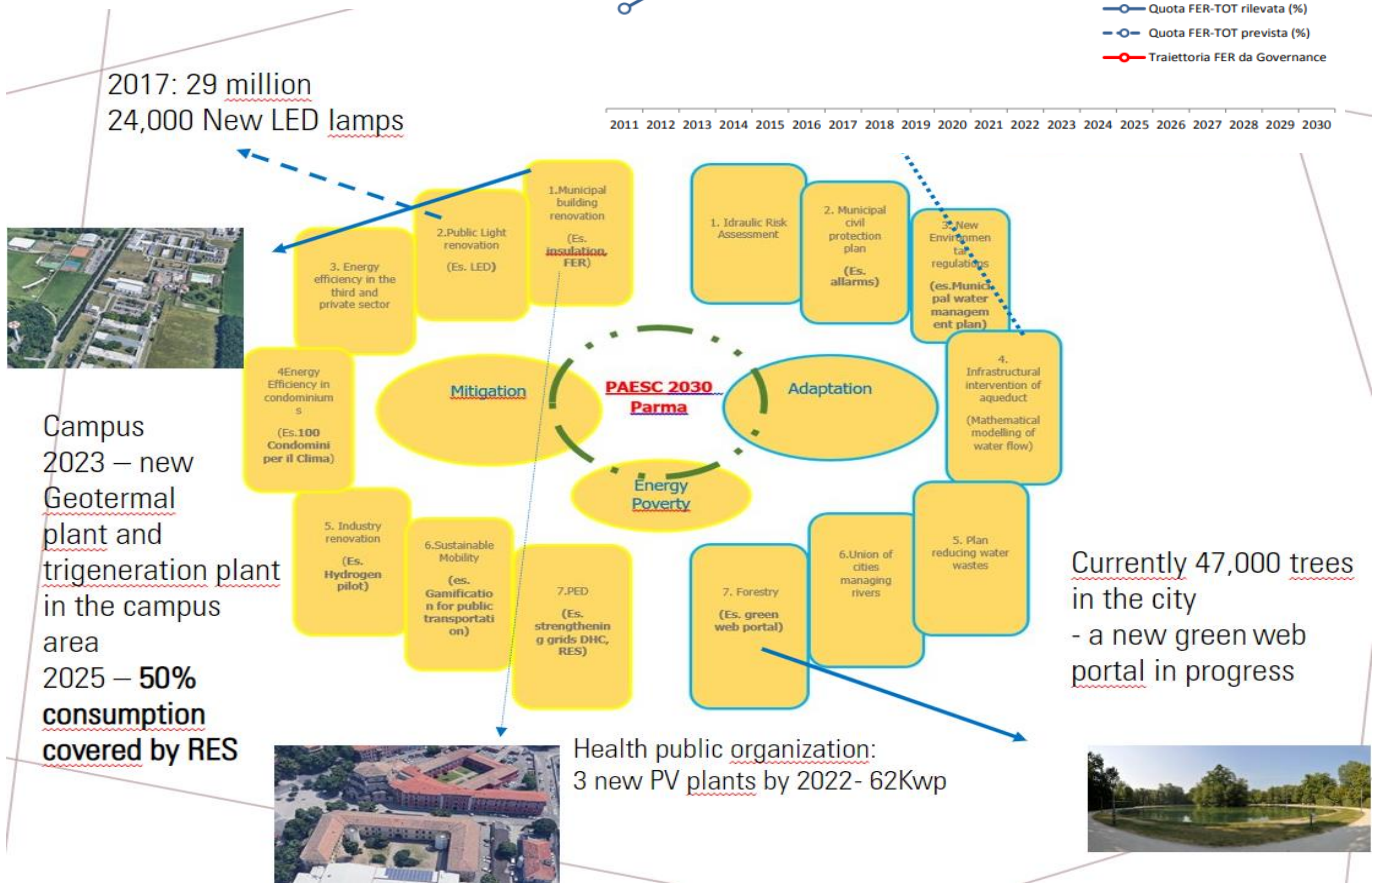 Quota FER-TOT rilevata (%)
Quota FER-TOT prevista (%)
Traiettoria FER da Governance
2011 2012 2013 2014 2015 2016 2017 2018 2019 2020 2021 2022 2023 2024 2025 2026 2027 2028 2029 2030
2017: 29 million
24,000 New LED lamps
1.Municipal
building
renovation
(Es.
insulation,
FER)
2.Public Light
renovation
(Es. LED)
3. Energy
efficiency in the
third and
private sector
4Energy
Efficiency in
condominium
s
(Es.100
Condomini
per il Clima)
5. Industry
renovation
(Es.
Hydrogen
pilot)
6.Sustainable
Mobility
(es.
Gamificatio
n for public
transportati
on)
7.PED
(Es.
strengthenin
g grids DHC,
RES)
Mitigation
PAESC 2030
Parma
Adaptation
Energy
Poverty
1. Idraulic Risk
Assessment
2. Municipal
civil
protection
plan
(Es.
allarms)
3. New
Environmen
tal
regulations
(es.Munici
pal water
managem
ent plan)
4.
Infrastructural
intervention of
aqueduct
(Mathematical
modelling of
water flow)
5. Plan
reducing water
wastes
6.Union of
cities
managing
rivers
7. Forestry
(Es. green
web portal)
Campus
2023 – new
Geotermal
plant and
trigeneration plant
in the campus
area
2025 – 50%
consumption
covered by RES
Health public organization:
3 new PV plants by 2022- 62Kwp
Currently 47,000 trees
in the city
- a new green web
portal in progress